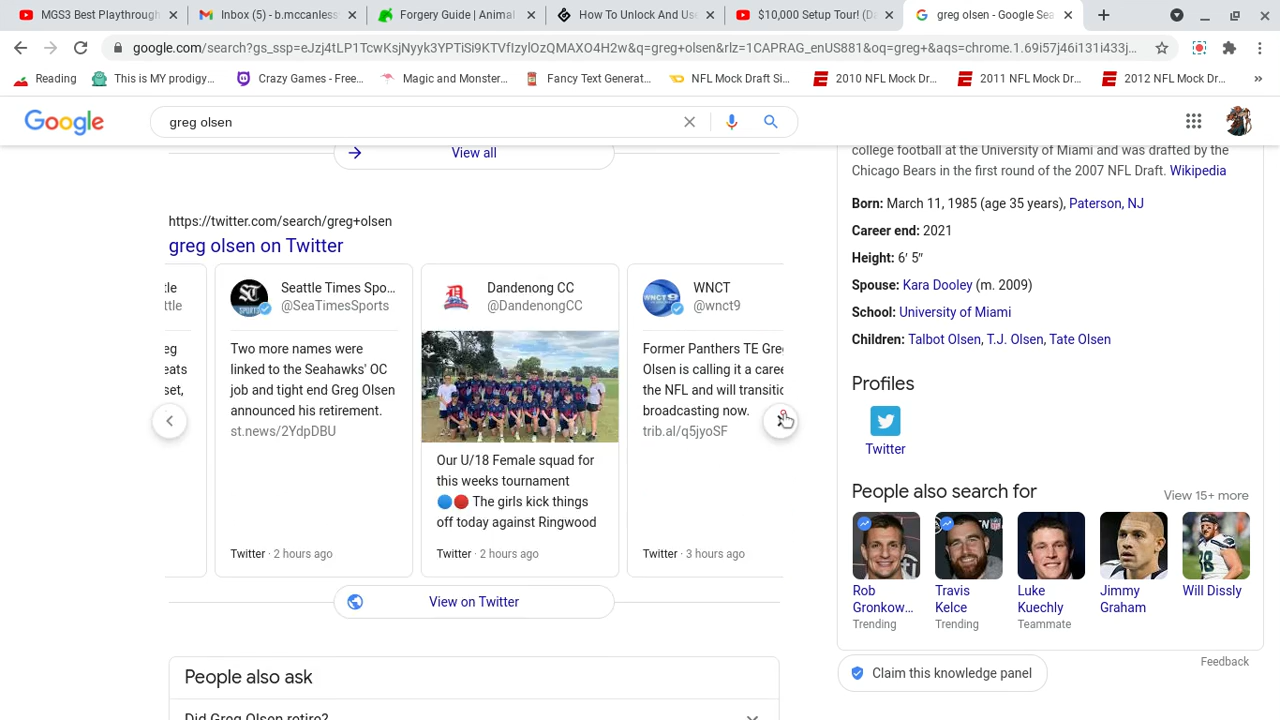 MGS3 Best Playthrough
Inbox (5) - b.mccanless
Forgery Guide | Animal
How To Unlock And Use
$10,000 Setup Tour! (Da
greg olsen - Google Sea
google.com/search?gs_ssp=eJzj4tLP1TcwKsjNyyk3YPTiSi9KTVfIzylOzQMAXO4H2w&q=greg+olsen&rlz=1CAPRAG_enUS881&oq=greg+&aqs=chrome.1.69i57j46i131i433j...
Reading
This is MY prodigy...
Crazy Games - Free...
Magic and Monster...
Fancy Text Generat...
NFL Mock Draft Si...
2010 NFL Mock Dr...
2011 NFL Mock Dr...
2012 NFL Mock Dr...
Google
greg olsen
View all
https://twitter.com/search/greg+olsen
greg olsen on Twitter
tle
ttle
eg
eats
set,
Seattle Times Spo...
@SeaTimesSports
Two more names were
linked to the Seahawks' OC
job and tight end Greg Olsen
announced his retirement.
st.news/2YdpDBU
Twitter · 2 hours ago
Dandenong CC
@DandenongCC
Our U/18 Female squad for
this weeks tournament
🔵🔴 The girls kick things
off today against Ringwood
Twitter · 2 hours ago
WNCT
@wnct9
Former Panthers TE Greg
Olsen is calling it a caree
the NFL and will transitio
broadcasting now.
trib.al/q5jyoSF
Twitter · 3 hours ago
View on Twitter
People also ask
Did Greg Olsen retire?
college football at the University of Miami and was drafted by the
Chicago Bears in the first round of the 2007 NFL Draft. Wikipedia
Born: March 11, 1985 (age 35 years), Paterson, NJ
Career end: 2021
Height: 6′ 5″
Spouse: Kara Dooley (m. 2009)
School: University of Miami
Children: Talbot Olsen, T.J. Olsen, Tate Olsen
Profiles
Twitter
People also search for
View 15+ more
Rob
Gronkow...
Trending
Travis
Kelce
Trending
Luke
Kuechly
Teammate
Jimmy
Graham
Will Dissly
Feedback
Claim this knowledge panel